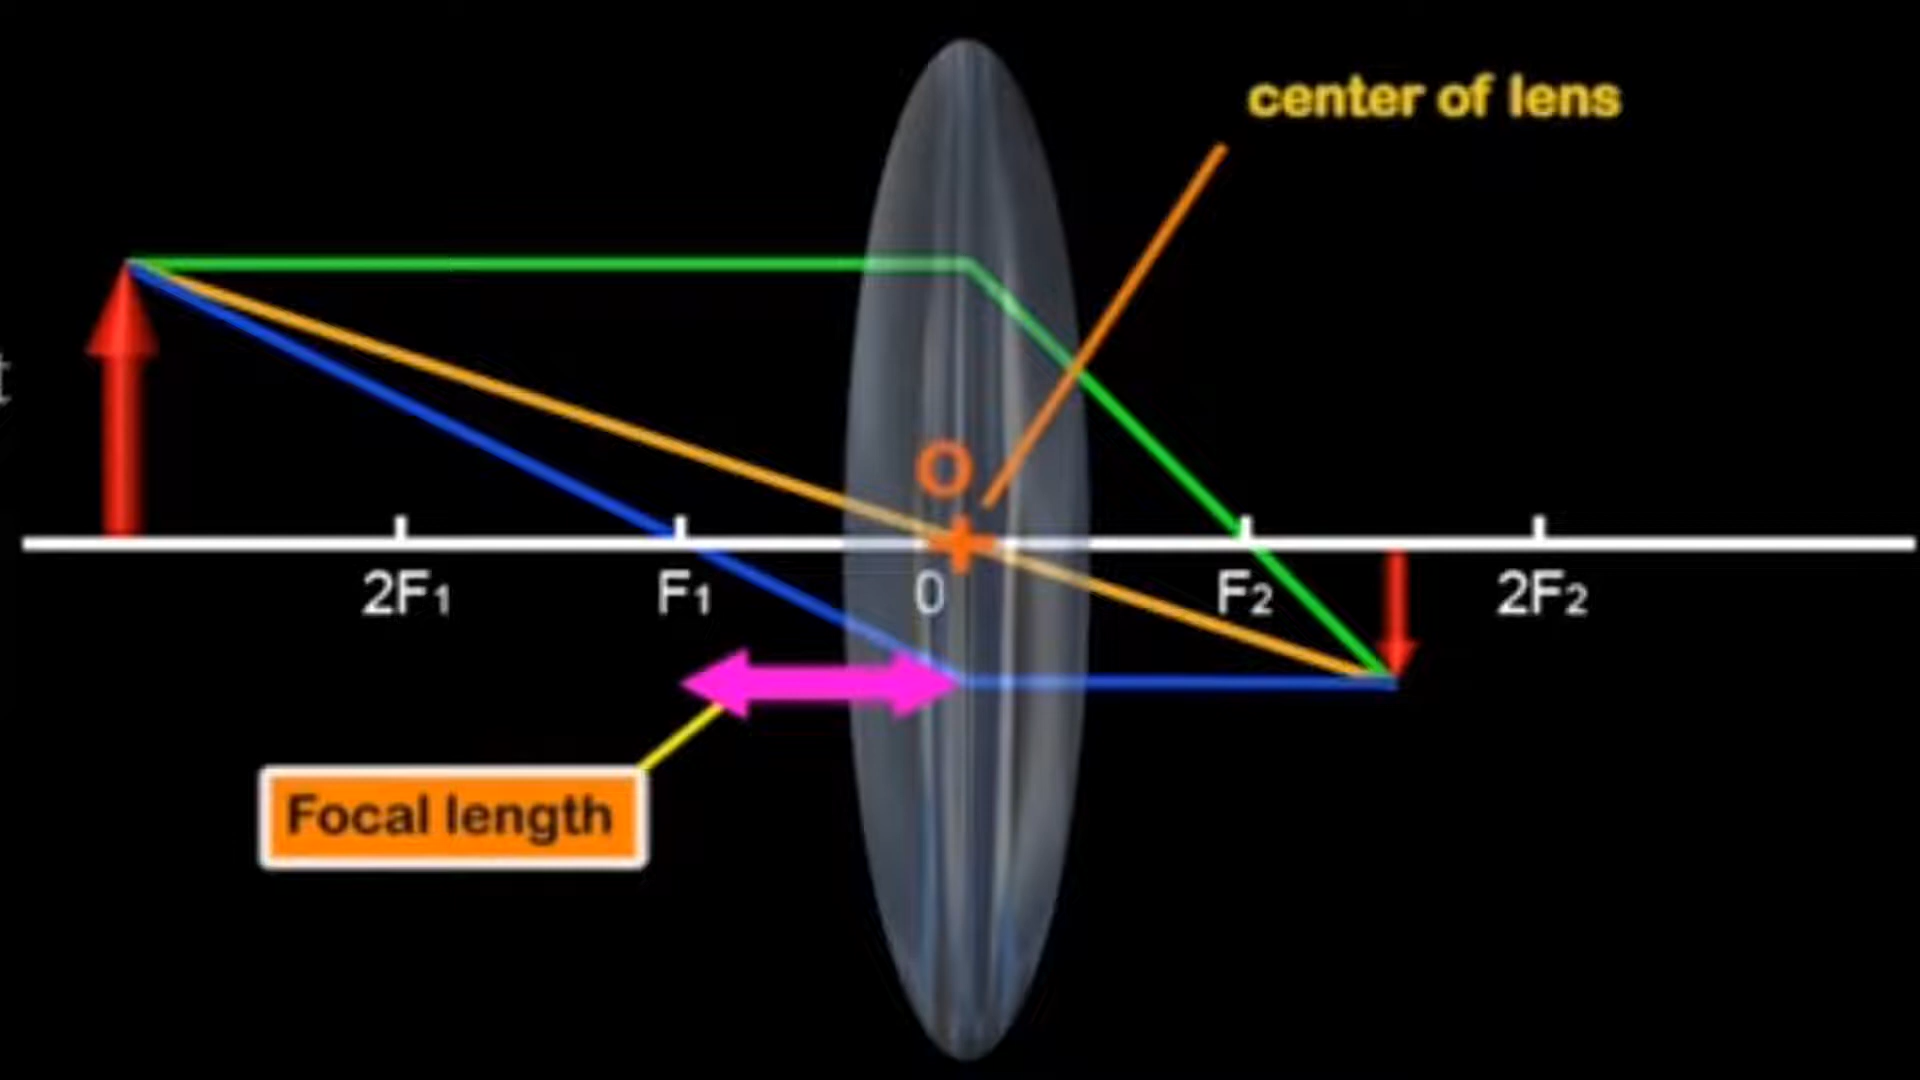 center of lens
O
2F₁ F₁ 0 F₂ 2F₂
Focal length